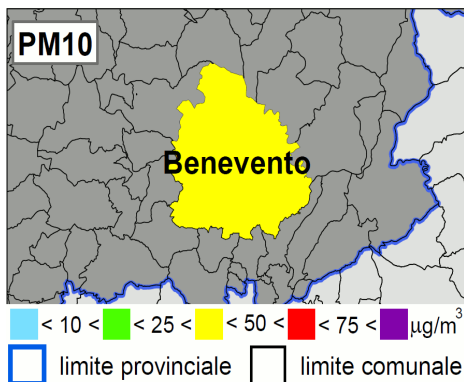 PM10
Benevento
< 10 < < 25 < < 50 < < 75 < µg/m³
limite provinciale limite comunale